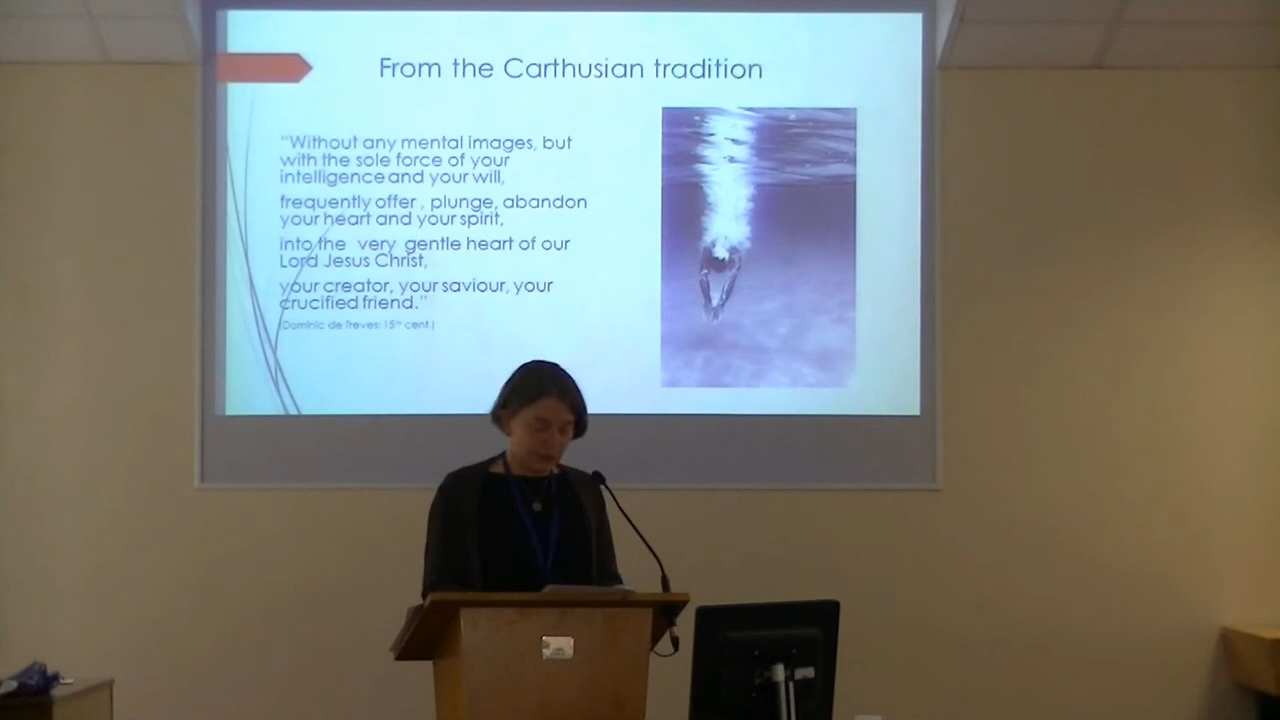 From the Carthusian tradition
“Without any mental images, but
with the sole force of your
intelligence and your will,
frequently offer , plunge, abandon
your heart and your spirit,
into the very gentle heart of our
Lord Jesus Christ,
your creator, your saviour, your
crucified friend.”
(Dominic de Treves: 15th cent.)